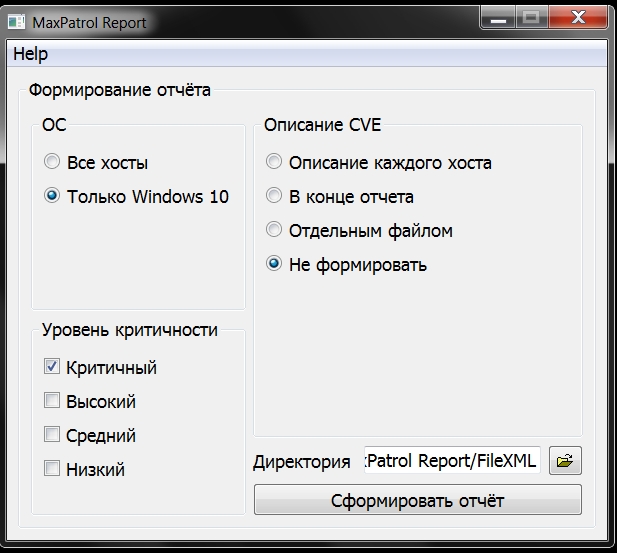 MaxPatrol Report
Help
Формирование отчёта
ОС
Все хосты
Только Windows 10
Описание CVE
Описание каждого хоста
В конце отчета
Отдельным файлом
Не формировать
Уровень критичности
Критичный
Высокий
Средний
Низкий
Директория
xPatrol Report/FileXML
Сформировать отчёт